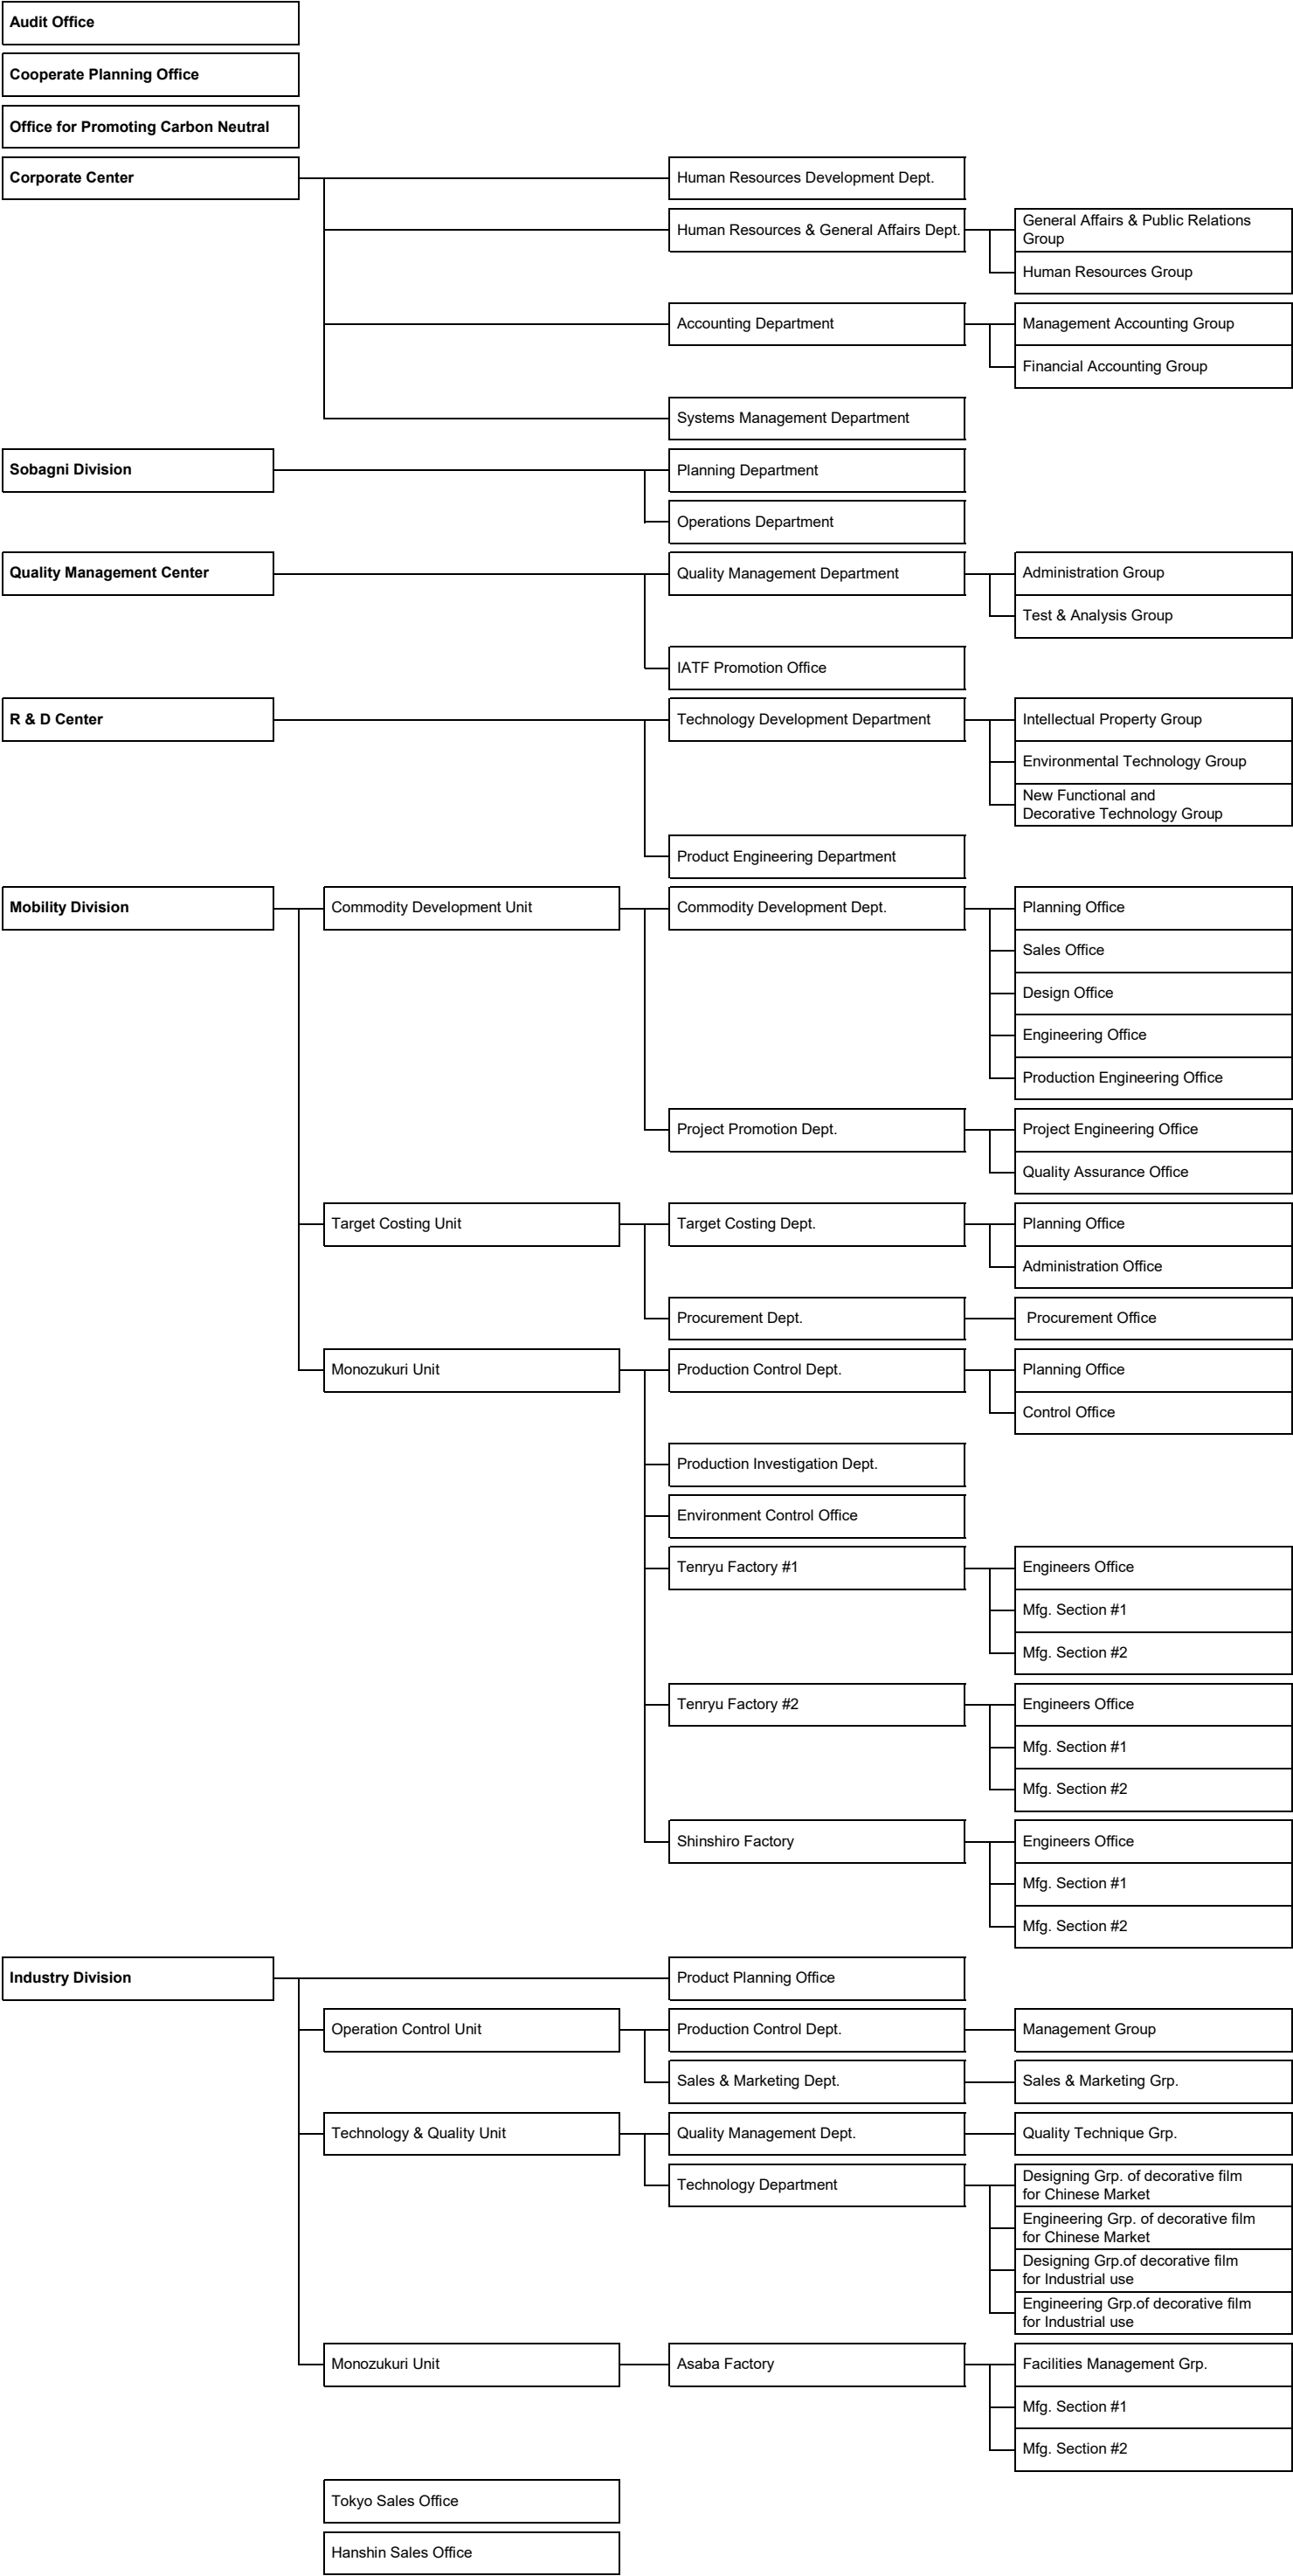 Audit Office
Cooperate Planning Office
Office for Promoting Carbon Neutral
Corporate Center
Human Resources Development Dept.
Human Resources & General Affairs Dept.
General Affairs & Public Relations
Group
Human Resources Group
Accounting Department
Management Accounting Group
Financial Accounting Group
Systems Management Department
Sobagni Division
Planning Department
Operations Department
Quality Management Center
Quality Management Department
Administration Group
Test & Analysis Group
IATF Promotion Office
R & D Center
Technology Development Department
Intellectual Property Group
Environmental Technology Group
New Functional and
Decorative Technology Group
Product Engineering Department
Mobility Division
Commodity Development Unit
Commodity Development Dept.
Planning Office
Sales Office
Design Office
Engineering Office
Production Engineering Office
Project Promotion Dept.
Project Engineering Office
Quality Assurance Office
Target Costing Unit
Target Costing Dept.
Planning Office
Administration Office
Procurement Dept.
Procurement Office
Monozukuri Unit
Production Control Dept.
Planning Office
Control Office
Production Investigation Dept.
Environment Control Office
Tenryu Factory #1
Engineers Office
Mfg. Section #1
Mfg. Section #2
Tenryu Factory #2
Engineers Office
Mfg. Section #1
Mfg. Section #2
Shinshiro Factory
Engineers Office
Mfg. Section #1
Mfg. Section #2
Industry Division
Product Planning Office
Operation Control Unit
Production Control Dept.
Management Group
Sales & Marketing Dept.
Sales & Marketing Grp.
Technology & Quality Unit
Quality Management Dept.
Quality Technique Grp.
Technology Department
Designing Grp. of decorative film
for Chinese Market
Engineering Grp. of decorative film
for Chinese Market
Designing Grp.of decorative film
for Industrial use
Engineering Grp.of decorative film
for Industrial use
Monozukuri Unit
Asaba Factory
Facilities Management Grp.
Mfg. Section #1
Mfg. Section #2
Tokyo Sales Office
Hanshin Sales Office